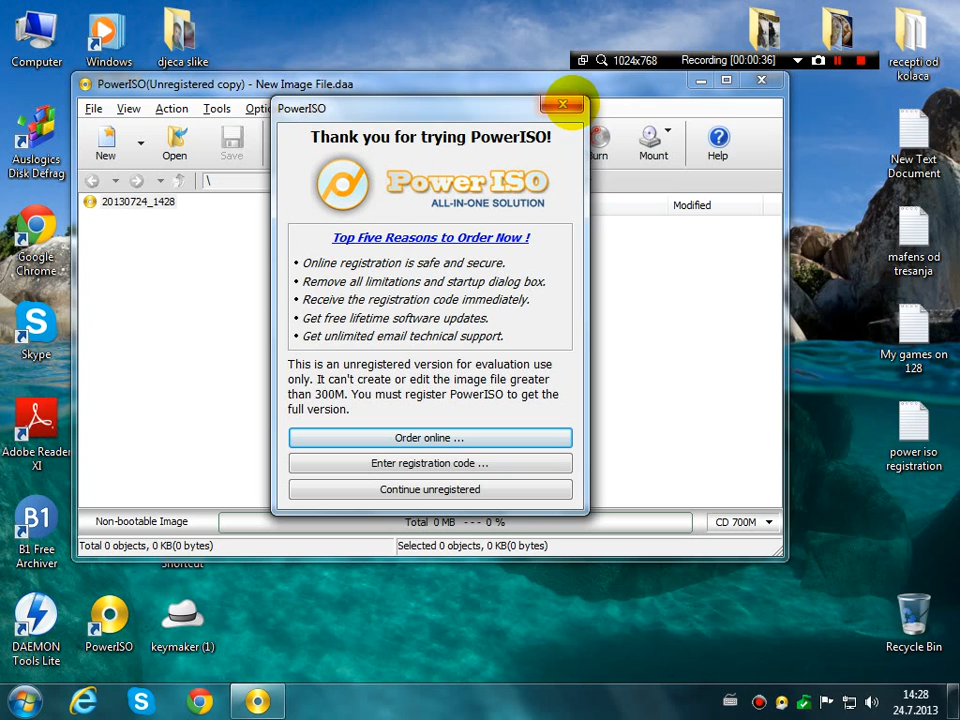 Computer
Windows
djeca slike
recepti od
kolaca
1024x768 Recording [00:00:36]
PowerISO(Unregistered copy) - New Image File.daa
File View Action Tools Optio
PowerISO
New Open Save
urn Mount Help
\
20130724_1428
Modified
Thank you for trying PowerISO!
Power ISO
ALL-IN-ONE SOLUTION
Top Five Reasons to Order Now !
• Online registration is safe and secure.
• Remove all limitations and startup dialog box.
• Receive the registration code immediately.
• Get free lifetime software updates.
• Get unlimited email technical support.
This is an unregistered version for evaluation use
only. It can't create or edit the image file greater
than 300M. You must register PowerISO to get the
full version.
Order online ...
Enter registration code ...
Continue unregistered
Non-bootable Image
Total 0 MB --- 0 %
CD 700M
Total 0 objects, 0 KB(0 bytes)
Selected 0 objects, 0 KB(0 bytes)
Auslogics
Disk Defrag
Google
Chrome
Skype
Adobe Reader
XI
B1
B1 Free
Archiver
Shortcut
DAEMON
Tools Lite
PowerISO
keymaker (1)
New Text
Document
mafens od
tresanja
My games on
128
power iso
registration
Recycle Bin
14:28
24.7.2013